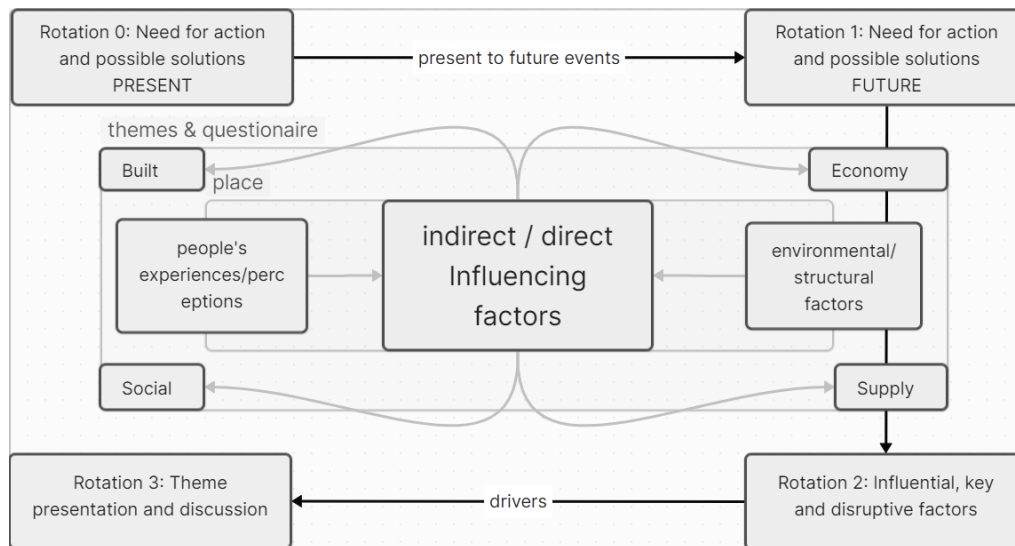 Rotation 0: Need for action
and possible solutions
PRESENT
present to future events
Rotation 1: Need for action
and possible solutions
FUTURE
themes & questionaire
Built
Economy
place
people's
experiences/perc
eptions
indirect / direct
Influencing
factors
environmental/
structural
factors
Social
Supply
Rotation 3: Theme
presentation and discussion
drivers
Rotation 2: Influential, key
and disruptive factors